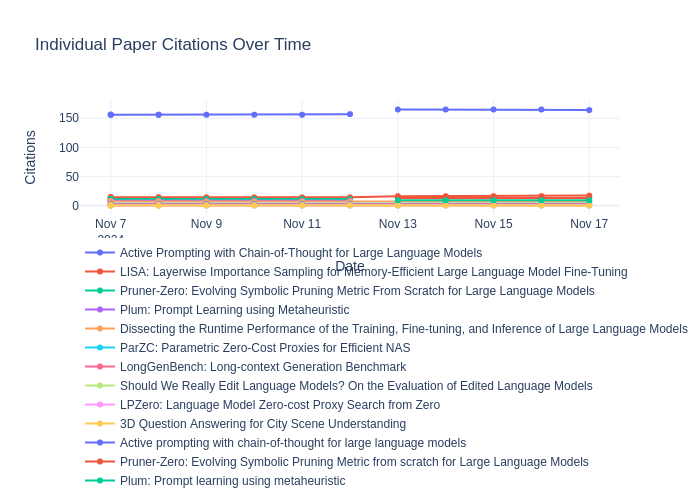 Individual Paper Citations Over Time
Citations
150
100
50
0
Nov 7
2024
Nov 9
Nov 11
Nov 13
Nov 15
Nov 17
Date
Active Prompting with Chain-of-Thought for Large Language Models
LISA: Layerwise Importance Sampling for Memory-Efficient Large Language Model Fine-Tuning
Pruner-Zero: Evolving Symbolic Pruning Metric From Scratch for Large Language Models
Plum: Prompt Learning using Metaheuristic
Dissecting the Runtime Performance of the Training, Fine-tuning, and Inference of Large Language Models
ParZC: Parametric Zero-Cost Proxies for Efficient NAS
LongGenBench: Long-context Generation Benchmark
Should We Really Edit Language Models? On the Evaluation of Edited Language Models
LPZero: Language Model Zero-cost Proxy Search from Zero
3D Question Answering for City Scene Understanding
Active prompting with chain-of-thought for large language models
Pruner-Zero: Evolving Symbolic Pruning Metric from scratch for Large Language Models
Plum: Prompt learning using metaheuristic